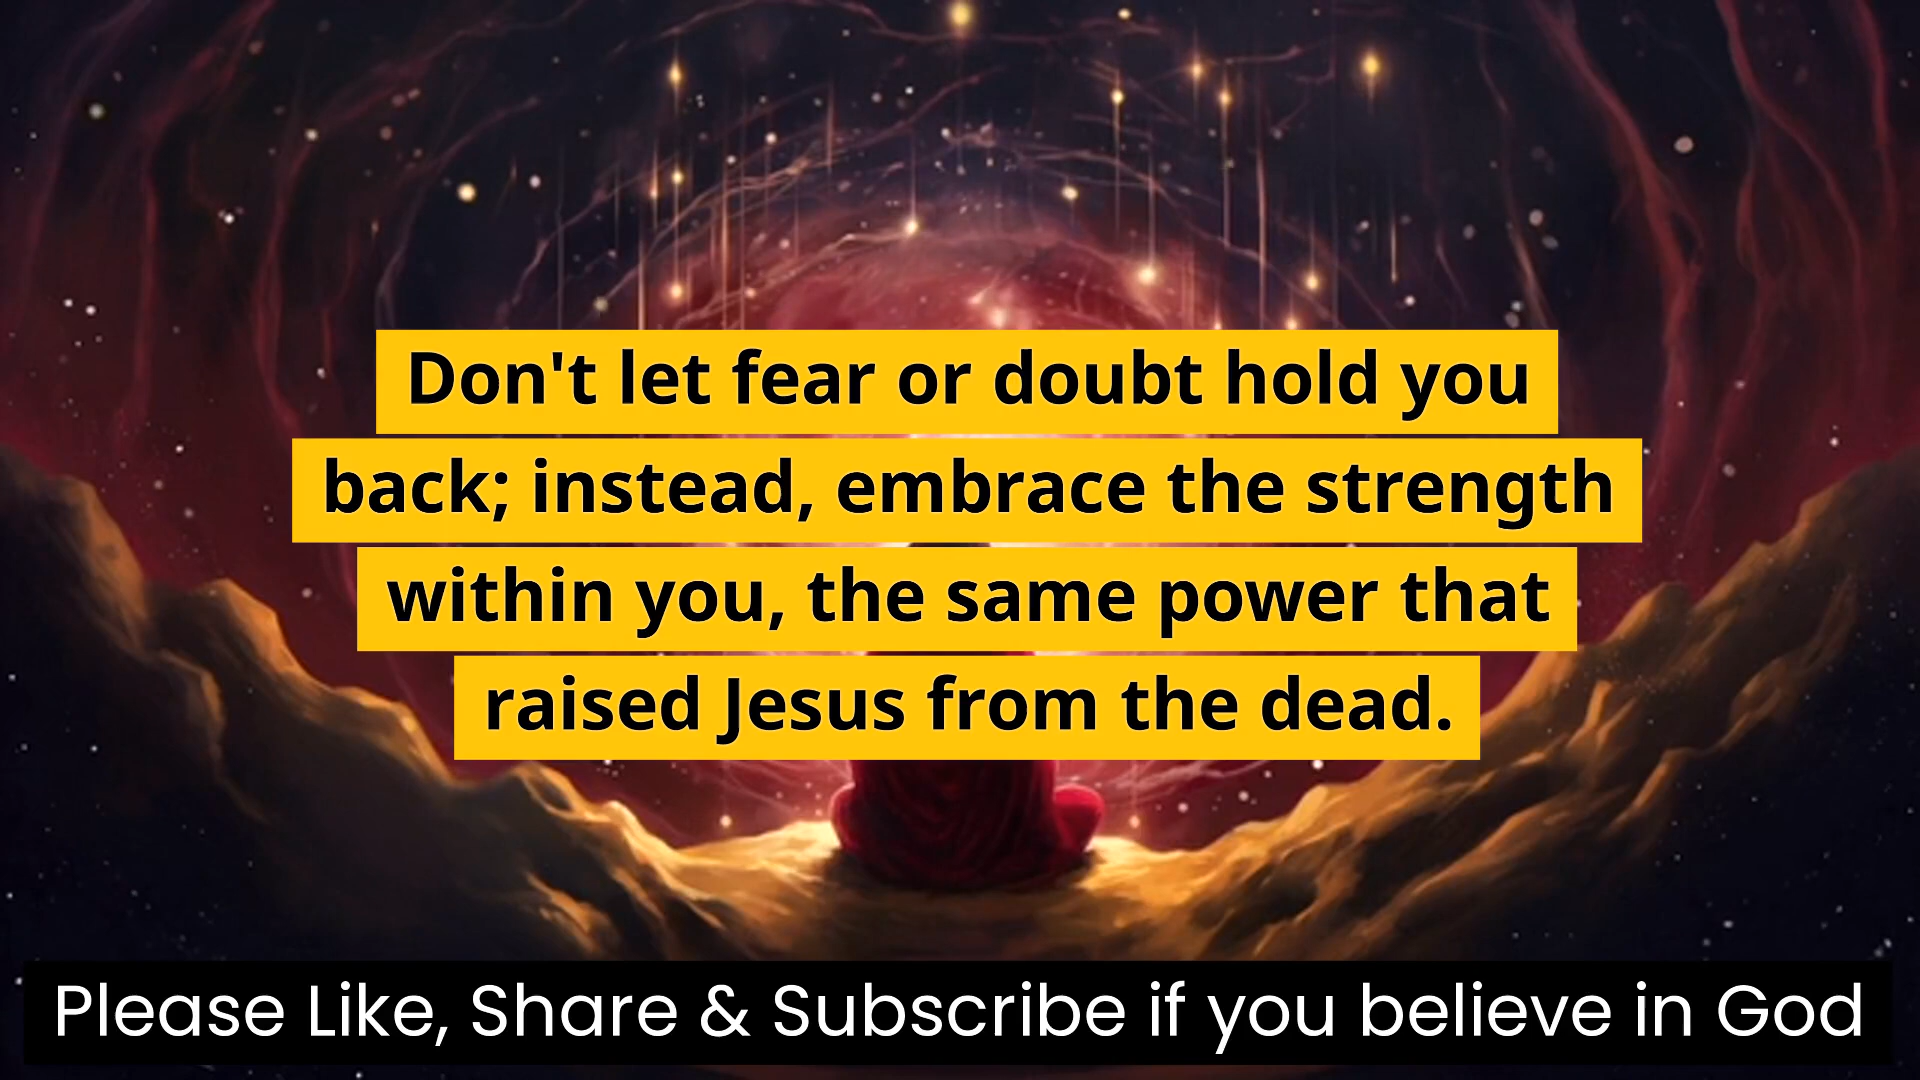 Don't let fear or doubt hold you
back; instead, embrace the strength
within you, the same power that
raised Jesus from the dead.
Please Like, Share & Subscribe if you believe in God